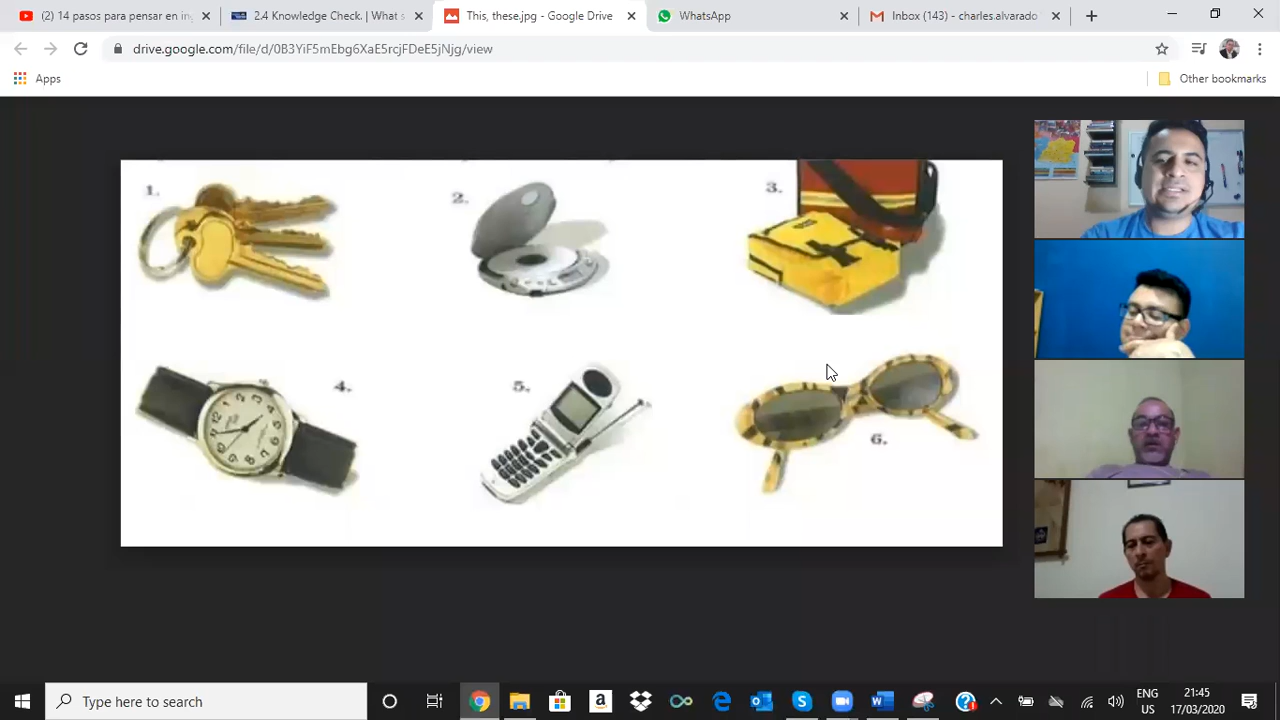 (2) 14 pasos para pensar en i
2.4 Knowledge Check. | What
This, these.jpg - Google Drive
WhatsApp
Inbox (143) - charles.alvarado
drive.google.com/file/d/0B3YiF5mEbg6XaE5rcjFDeE5jNjg/view
Apps
Other bookmarks
1.
2.
3.
4.
5.
6.
Type here to search
ENG
US
21:45
17/03/2020